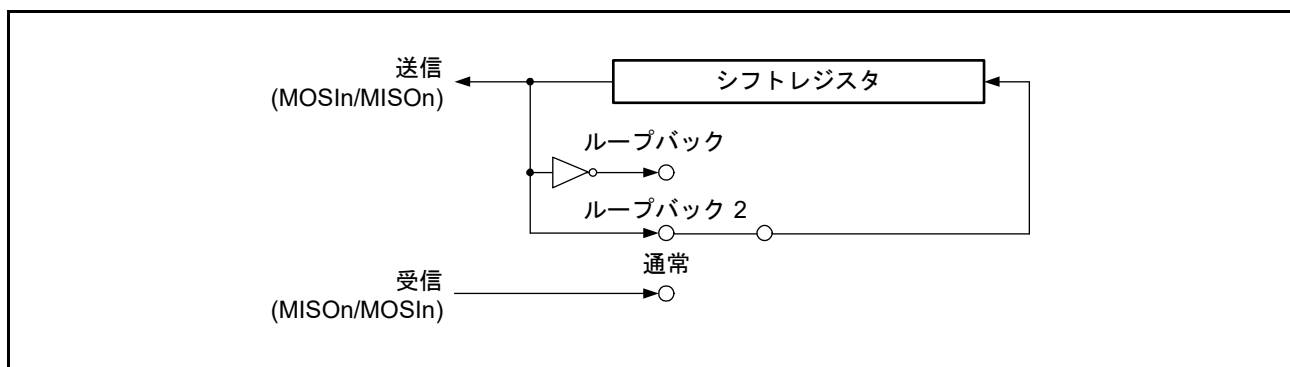 送信
(MOSIn/MISOn)
シフトレジスタ
ループバック
ループバック 2
通常
受信
(MISOn/MOSIn)